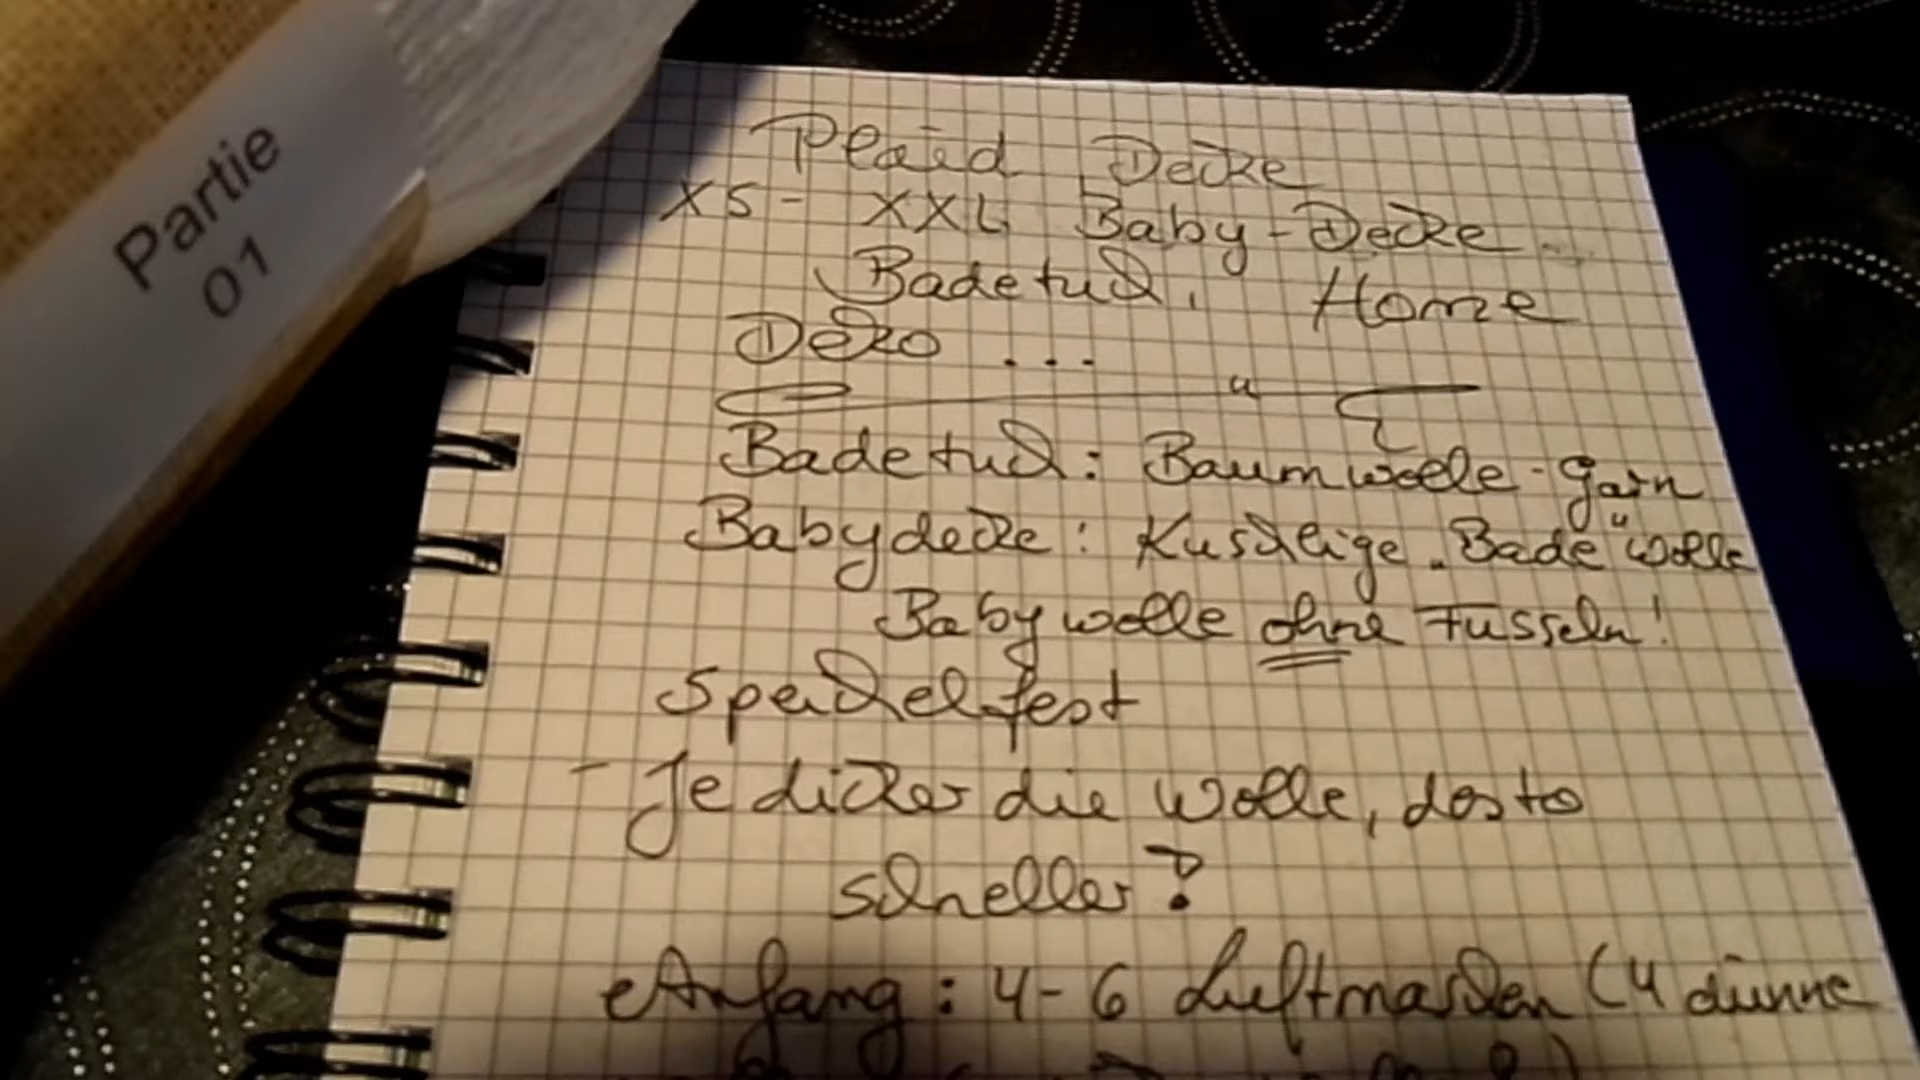 Partie
01
Plaid Decke
XS - XXL Baby-Decke
Badetuch, Home
Deko ...
Badetuch: Baumwolle-Garn
Babydecke: Kuschelige "Bade" wolle
Babywolle ohne Fusseln!
Speichelfest
- Je dicker die Wolle, desto
schneller?
Anfang: 4-6 Luftmaschen (4 dünne